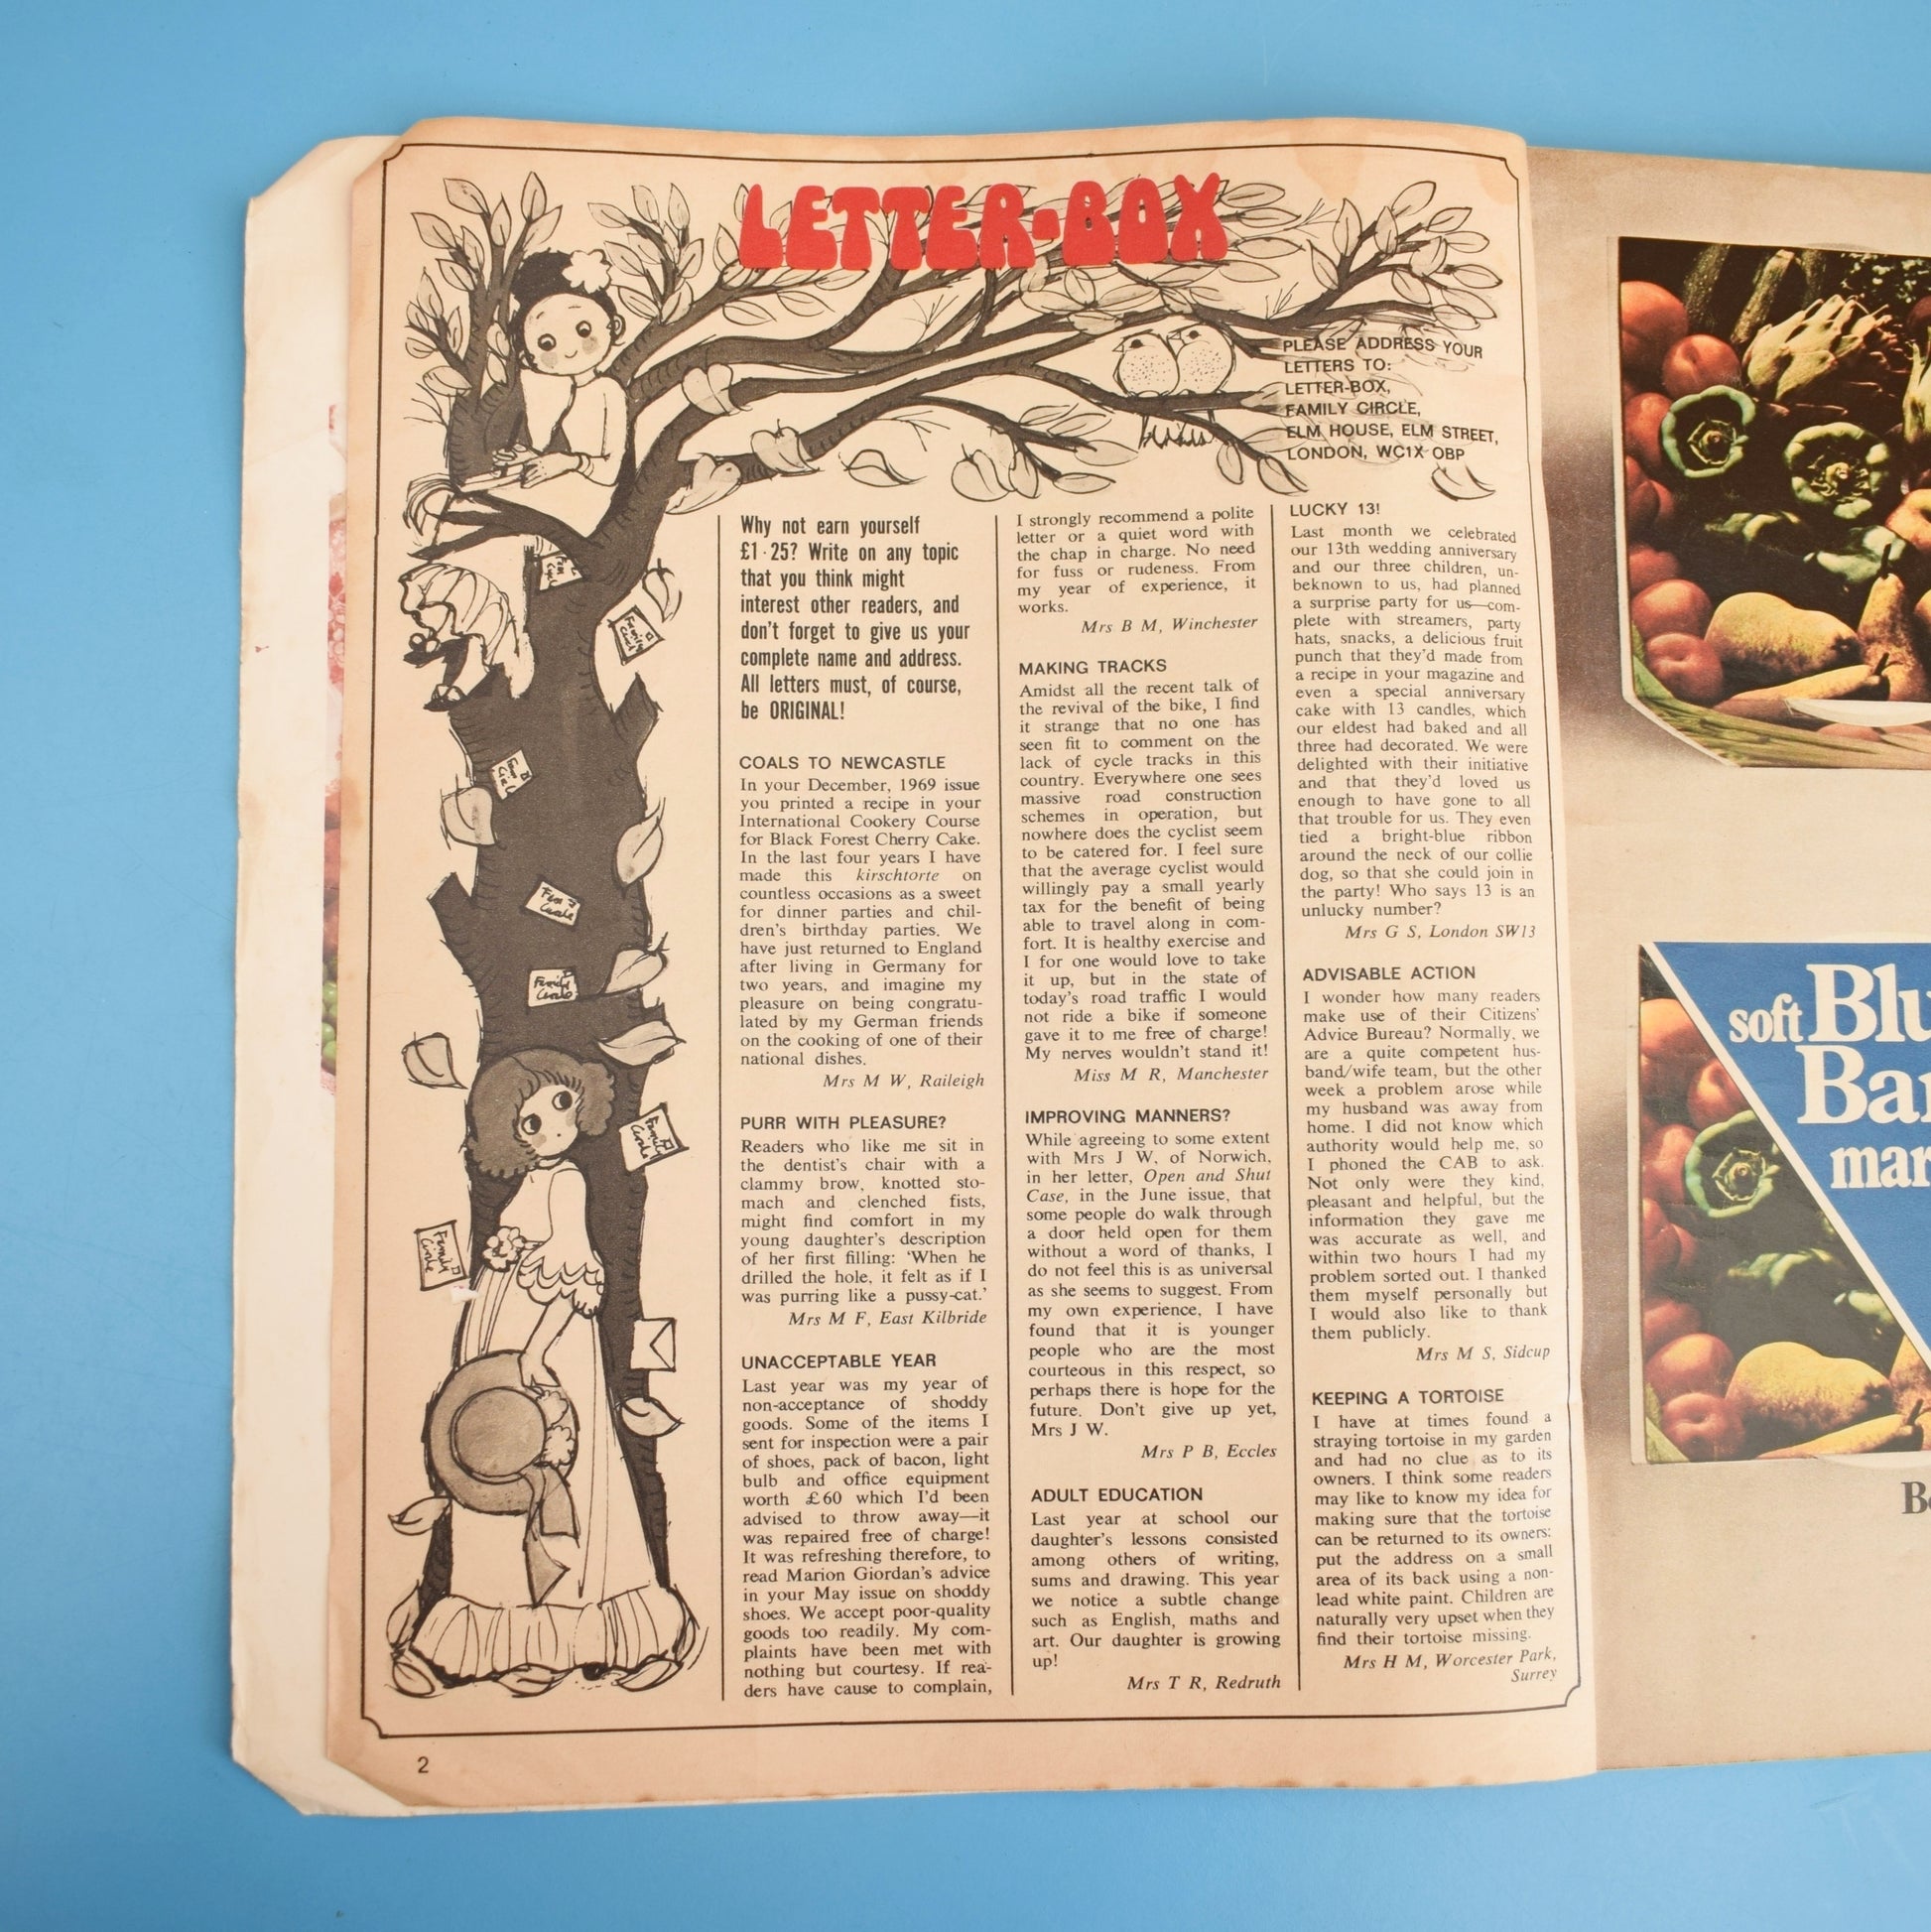 LETTER-BOX
PLEASE ADDRESS YOUR
LETTERS TO:
LETTER-BOX,
FAMILY CIRCLE,
ELM HOUSE, ELM STREET,
LONDON, WC1X OBP
Why not earn yourself
£1·25? Write on any topic
that you think might
interest other readers, and
don't forget to give us your
complete name and address.
All letters must, of course,
be ORIGINAL!
COALS TO NEWCASTLE
In your December, 1969 issue
you printed a recipe in your
International Cookery Course
for Black Forest Cherry Cake.
In the last four years I have
made this kirschtorte on
countless occasions as a sweet
for dinner parties and chil-
dren's birthday parties. We
have just returned to England
after living in Germany for
two years, and imagine my
pleasure on being congratu-
lated by my German friends
on the cooking of one of their
national dishes.
Mrs M W, Raileigh
PURR WITH PLEASURE?
Readers who like me sit in
the dentist's chair with a
clammy brow, knotted sto-
mach and clenched fists,
might find comfort in my
young daughter's description
of her first filling: 'When he
drilled the hole, it felt as if I
was purring like a pussy-cat.'
Mrs M F, East Kilbride
UNACCEPTABLE YEAR
Last year was my year of
non-acceptance of shoddy
goods. Some of the items I
sent for inspection were a pair
of shoes, pack of bacon, light
bulb and office equipment
worth £60 which I'd been
advised to throw away—it
was repaired free of charge!
It was refreshing therefore, to
read Marion Giordan's advice
in your May issue on shoddy
shoes. We accept poor-quality
goods too readily. My com-
plaints have been met with
nothing but courtesy. If rea-
ders have cause to complain,
I strongly recommend a polite
letter or a quiet word with
the chap in charge. No need
for fuss or rudeness. From
my year of experience, it
works.
Mrs B M, Winchester
MAKING TRACKS
Amidst all the recent talk of
the revival of the bike, I find
it strange that no one has
seen fit to comment on the
lack of cycle tracks in this
country. Everywhere one sees
massive road construction
schemes in operation, but
nowhere does the cyclist seem
to be catered for. I feel sure
that the average cyclist would
willingly pay a small yearly
tax for the benefit of being
able to travel along in com-
fort. It is healthy exercise and
I for one would love to take
it up, but in the state of
today's road traffic I would
not ride a bike if someone
gave it to me free of charge!
My nerves wouldn't stand it!
Miss M R, Manchester
IMPROVING MANNERS?
While agreeing to some extent
with Mrs J W, of Norwich,
in her letter, Open and Shut
Case, in the June issue, that
some people do walk through
a door held open for them
without a word of thanks, I
do not feel this is as universal
as she seems to suggest. From
my own experience, I have
found that it is younger
people who are the most
courteous in this respect, so
perhaps there is hope for the
future. Don't give up yet,
Mrs J W.
Mrs P B, Eccles
ADULT EDUCATION
Last year at school our
daughter's lessons consisted
among others of writing,
sums and drawing. This year
we notice a subtle change
such as English, maths and
art. Our daughter is growing
up!
Mrs T R, Redruth
LUCKY 13!
Last month we celebrated
our 13th wedding anniversary
and our three children, un-
beknown to us, had planned
a surprise party for us—com-
plete with streamers, party
hats, snacks, a delicious fruit
punch that they'd made from
a recipe in your magazine and
even a special anniversary
cake with 13 candles, which
our eldest had baked and all
three had decorated. We were
delighted with their initiative
and that they'd loved us
enough to have gone to all
that trouble for us. They even
tied a bright-blue ribbon
around the neck of our collie
dog, so that she could join in
the party! Who says 13 is an
unlucky number?
Mrs G S, London SW13
ADVISABLE ACTION
I wonder how many readers
make use of their Citizens'
Advice Bureau? Normally, we
are a quite competent hus-
band/wife team, but the other
week a problem arose while
my husband was away from
home. I did not know which
authority would help me, so
I phoned the CAB to ask.
Not only were they kind,
pleasant and helpful, but the
information they gave me
was accurate as well, and
within two hours I had my
problem sorted out. I thanked
them myself personally but
I would also like to thank
them publicly.
Mrs M S, Sidcup
KEEPING A TORTOISE
I have at times found a
straying tortoise in my garden
and had no clue as to its
owners. I think some readers
may like to know my idea for
making sure that the tortoise
can be returned to its owners:
put the address on a small
area of its back using a non-
lead white paint. Children are
naturally very upset when they
find their tortoise missing.
Mrs H M, Worcester Park,
Surrey
2
Family
Circle
Family
Circle
Family
Circle
soft Blu
Ba
mar
B